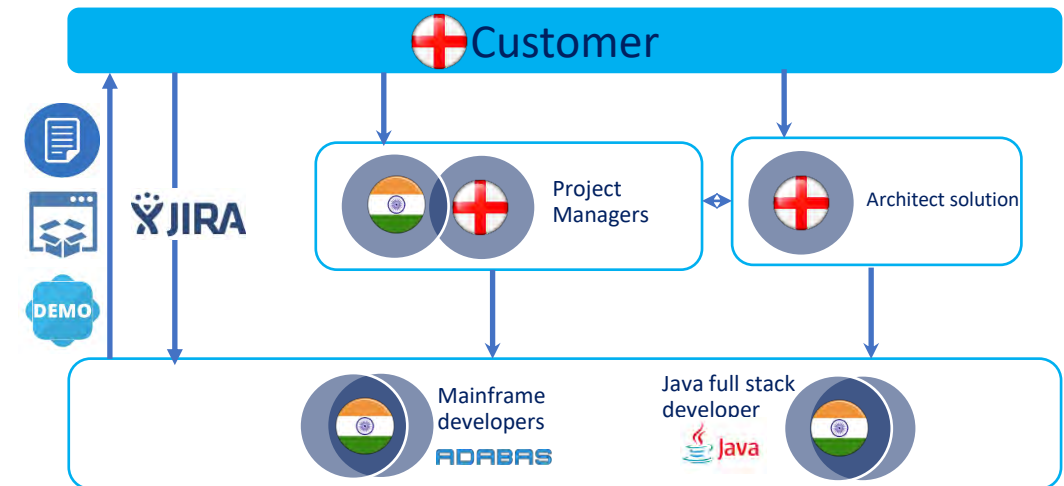 Customer
JIRA
DEMO
Project
Managers
Architect solution
Mainframe
developers
ADABAS
Java full stack
developer
Java